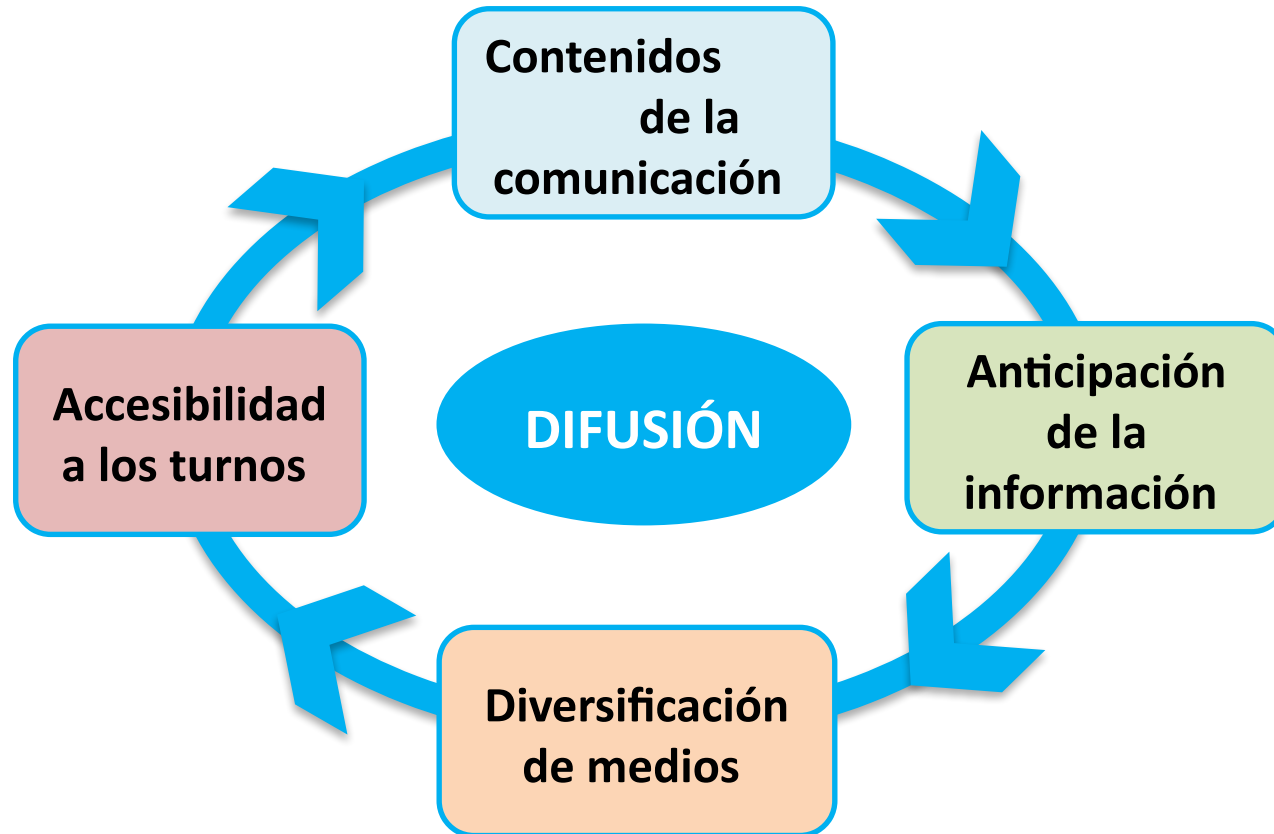 Contenidos
de la
comunicación
Anticipación
de la
información
Diversificación
de medios
Accesibilidad
a los turnos
DIFUSIÓN